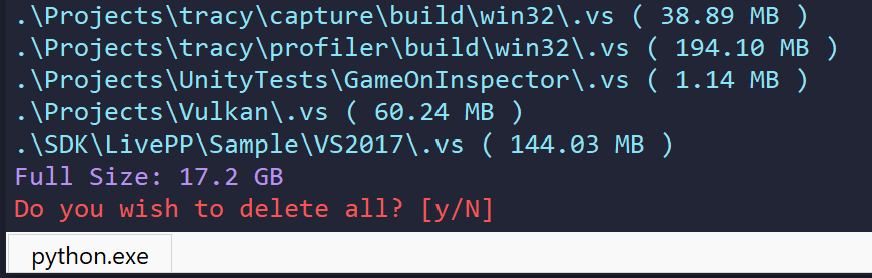 .\Projects\tracy\capture\build\win32\.vs ( 38.89 MB )
.\Projects\tracy\profiler\build\win32\.vs ( 194.10 MB )
.\Projects\UnityTests\GameOnInspector\.vs ( 1.14 MB )
.\Projects\Vulkan\.vs ( 60.24 MB )
.\SDK\LivePP\Sample\VS2017\.vs ( 144.03 MB )
Full Size: 17.2 GB
Do you wish to delete all? [y/N]
python.exe